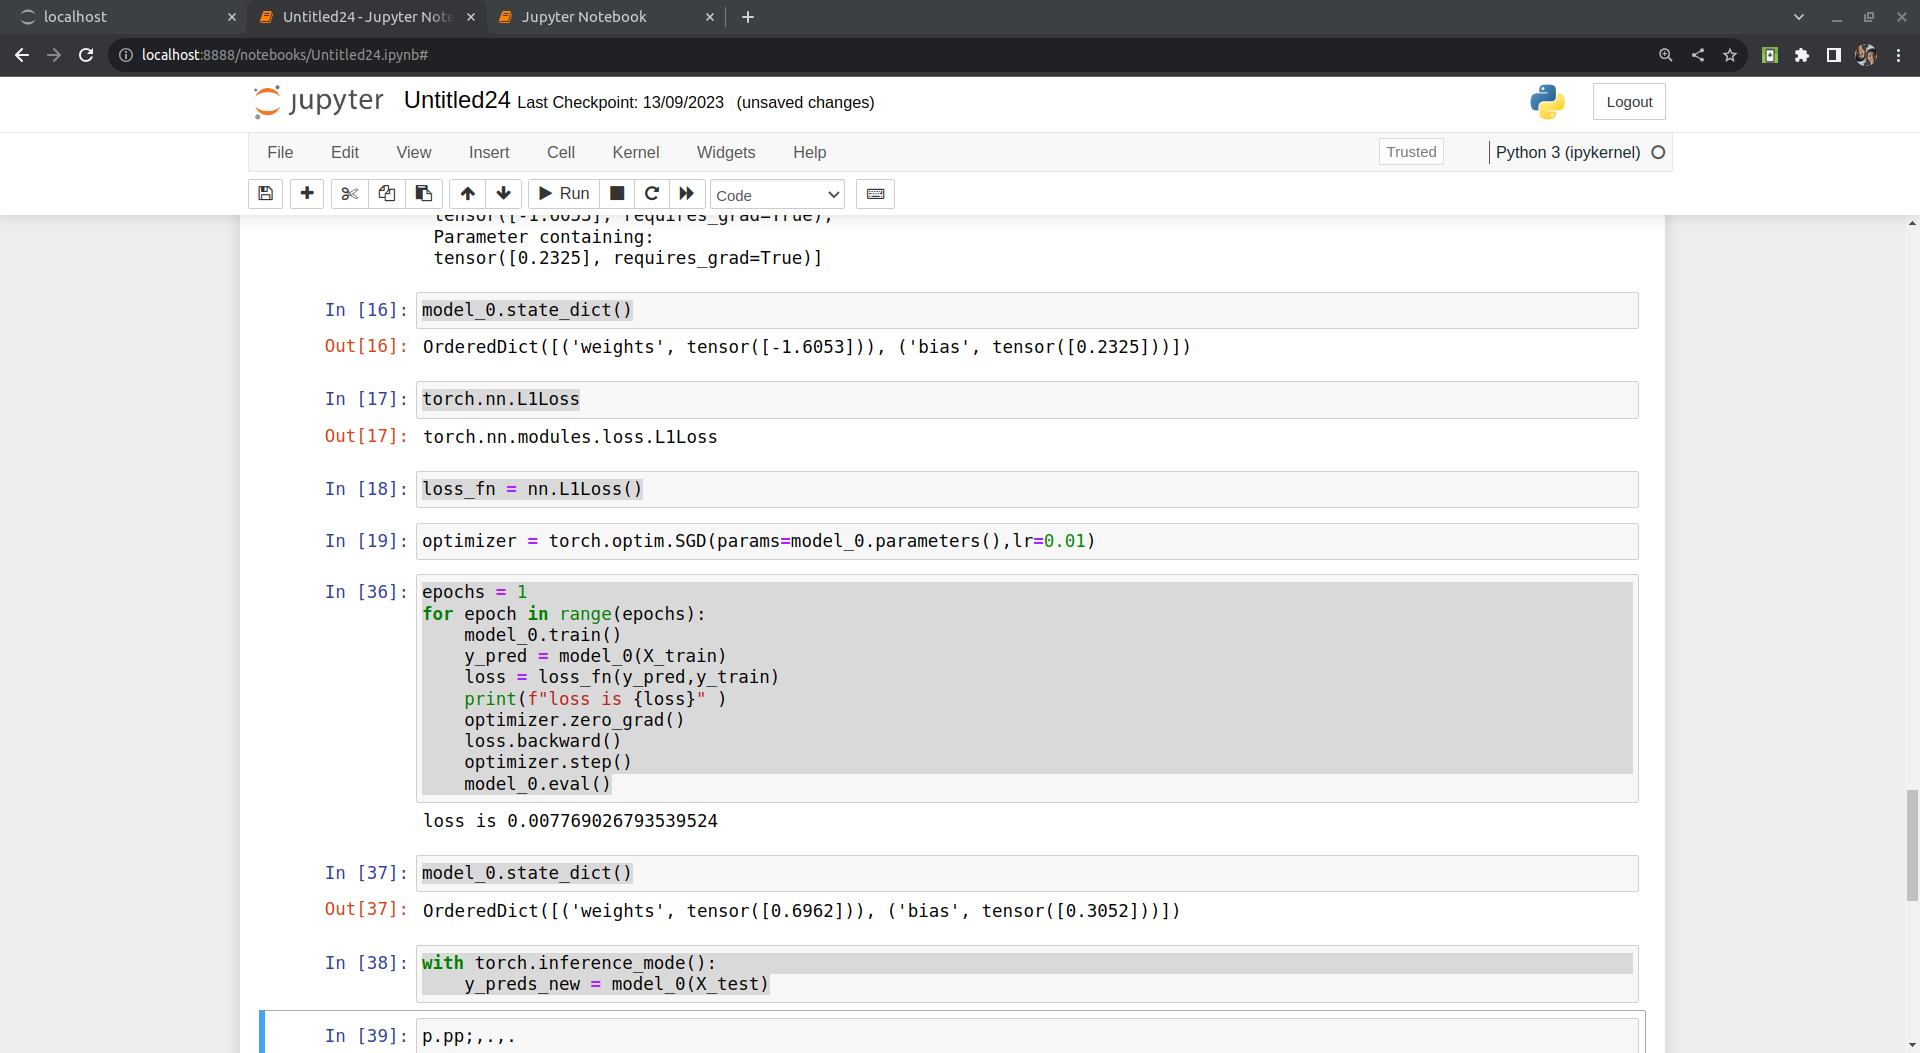 localhost
Untitled24 - Jupyter Note
Jupyter Notebook
localhost:8888/notebooks/Untitled24.ipynb#
jupyter Untitled24 Last Checkpoint: 13/09/2023 (unsaved changes)
Logout
File Edit View Insert Cell Kernel Widgets Help
Trusted
Python 3 (ipykernel)
Run
Code
tensor([-1.6053], requires_grad=True),
Parameter containing:
tensor([0.2325], requires_grad=True)]
In [16]: model_0.state_dict()
Out[16]: OrderedDict([('weights', tensor([-1.6053])), ('bias', tensor([0.2325]))])
In [17]: torch.nn.L1Loss
Out[17]: torch.nn.modules.loss.L1Loss
In [18]: loss_fn = nn.L1Loss()
In [19]: optimizer = torch.optim.SGD(params=model_0.parameters(),lr=0.01)
In [36]: epochs = 1
for epoch in range(epochs):
    model_0.train()
    y_pred = model_0(X_train)
    loss = loss_fn(y_pred,y_train)
    print(f"loss is {loss}" )
    optimizer.zero_grad()
    loss.backward()
    optimizer.step()
    model_0.eval()
loss is 0.007769026793539524
In [37]: model_0.state_dict()
Out[37]: OrderedDict([('weights', tensor([0.6962])), ('bias', tensor([0.3052]))])
In [38]: with torch.inference_mode():
    y_preds_new = model_0(X_test)
In [39]: p.pp;,.,.